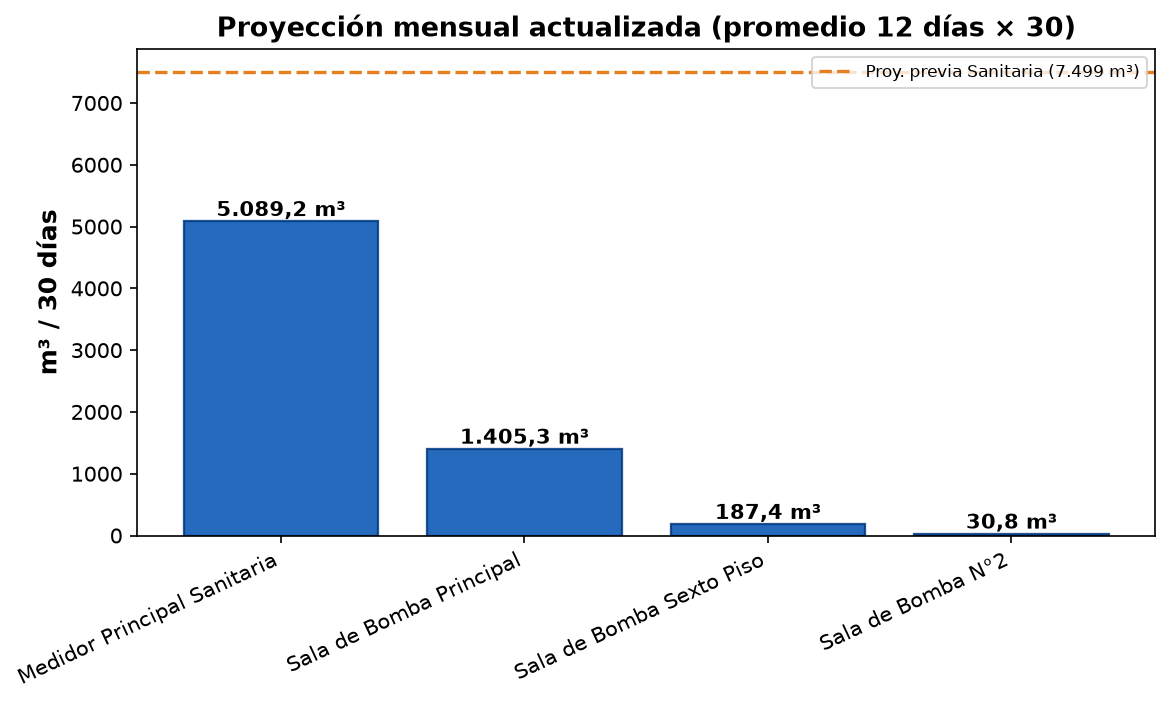 Proyección mensual actualizada (promedio 12 días × 30)
Proy. previa Sanitaria (7.499 m³)
m³ / 30 días
7000
6000
5000
4000
3000
2000
1000
0
5.089,2 m³
1.405,3 m³
187,4 m³
30,8 m³
Medidor Principal Sanitaria
Sala de Bomba Principal
Sala de Bomba Sexto Piso
Sala de Bomba N°2